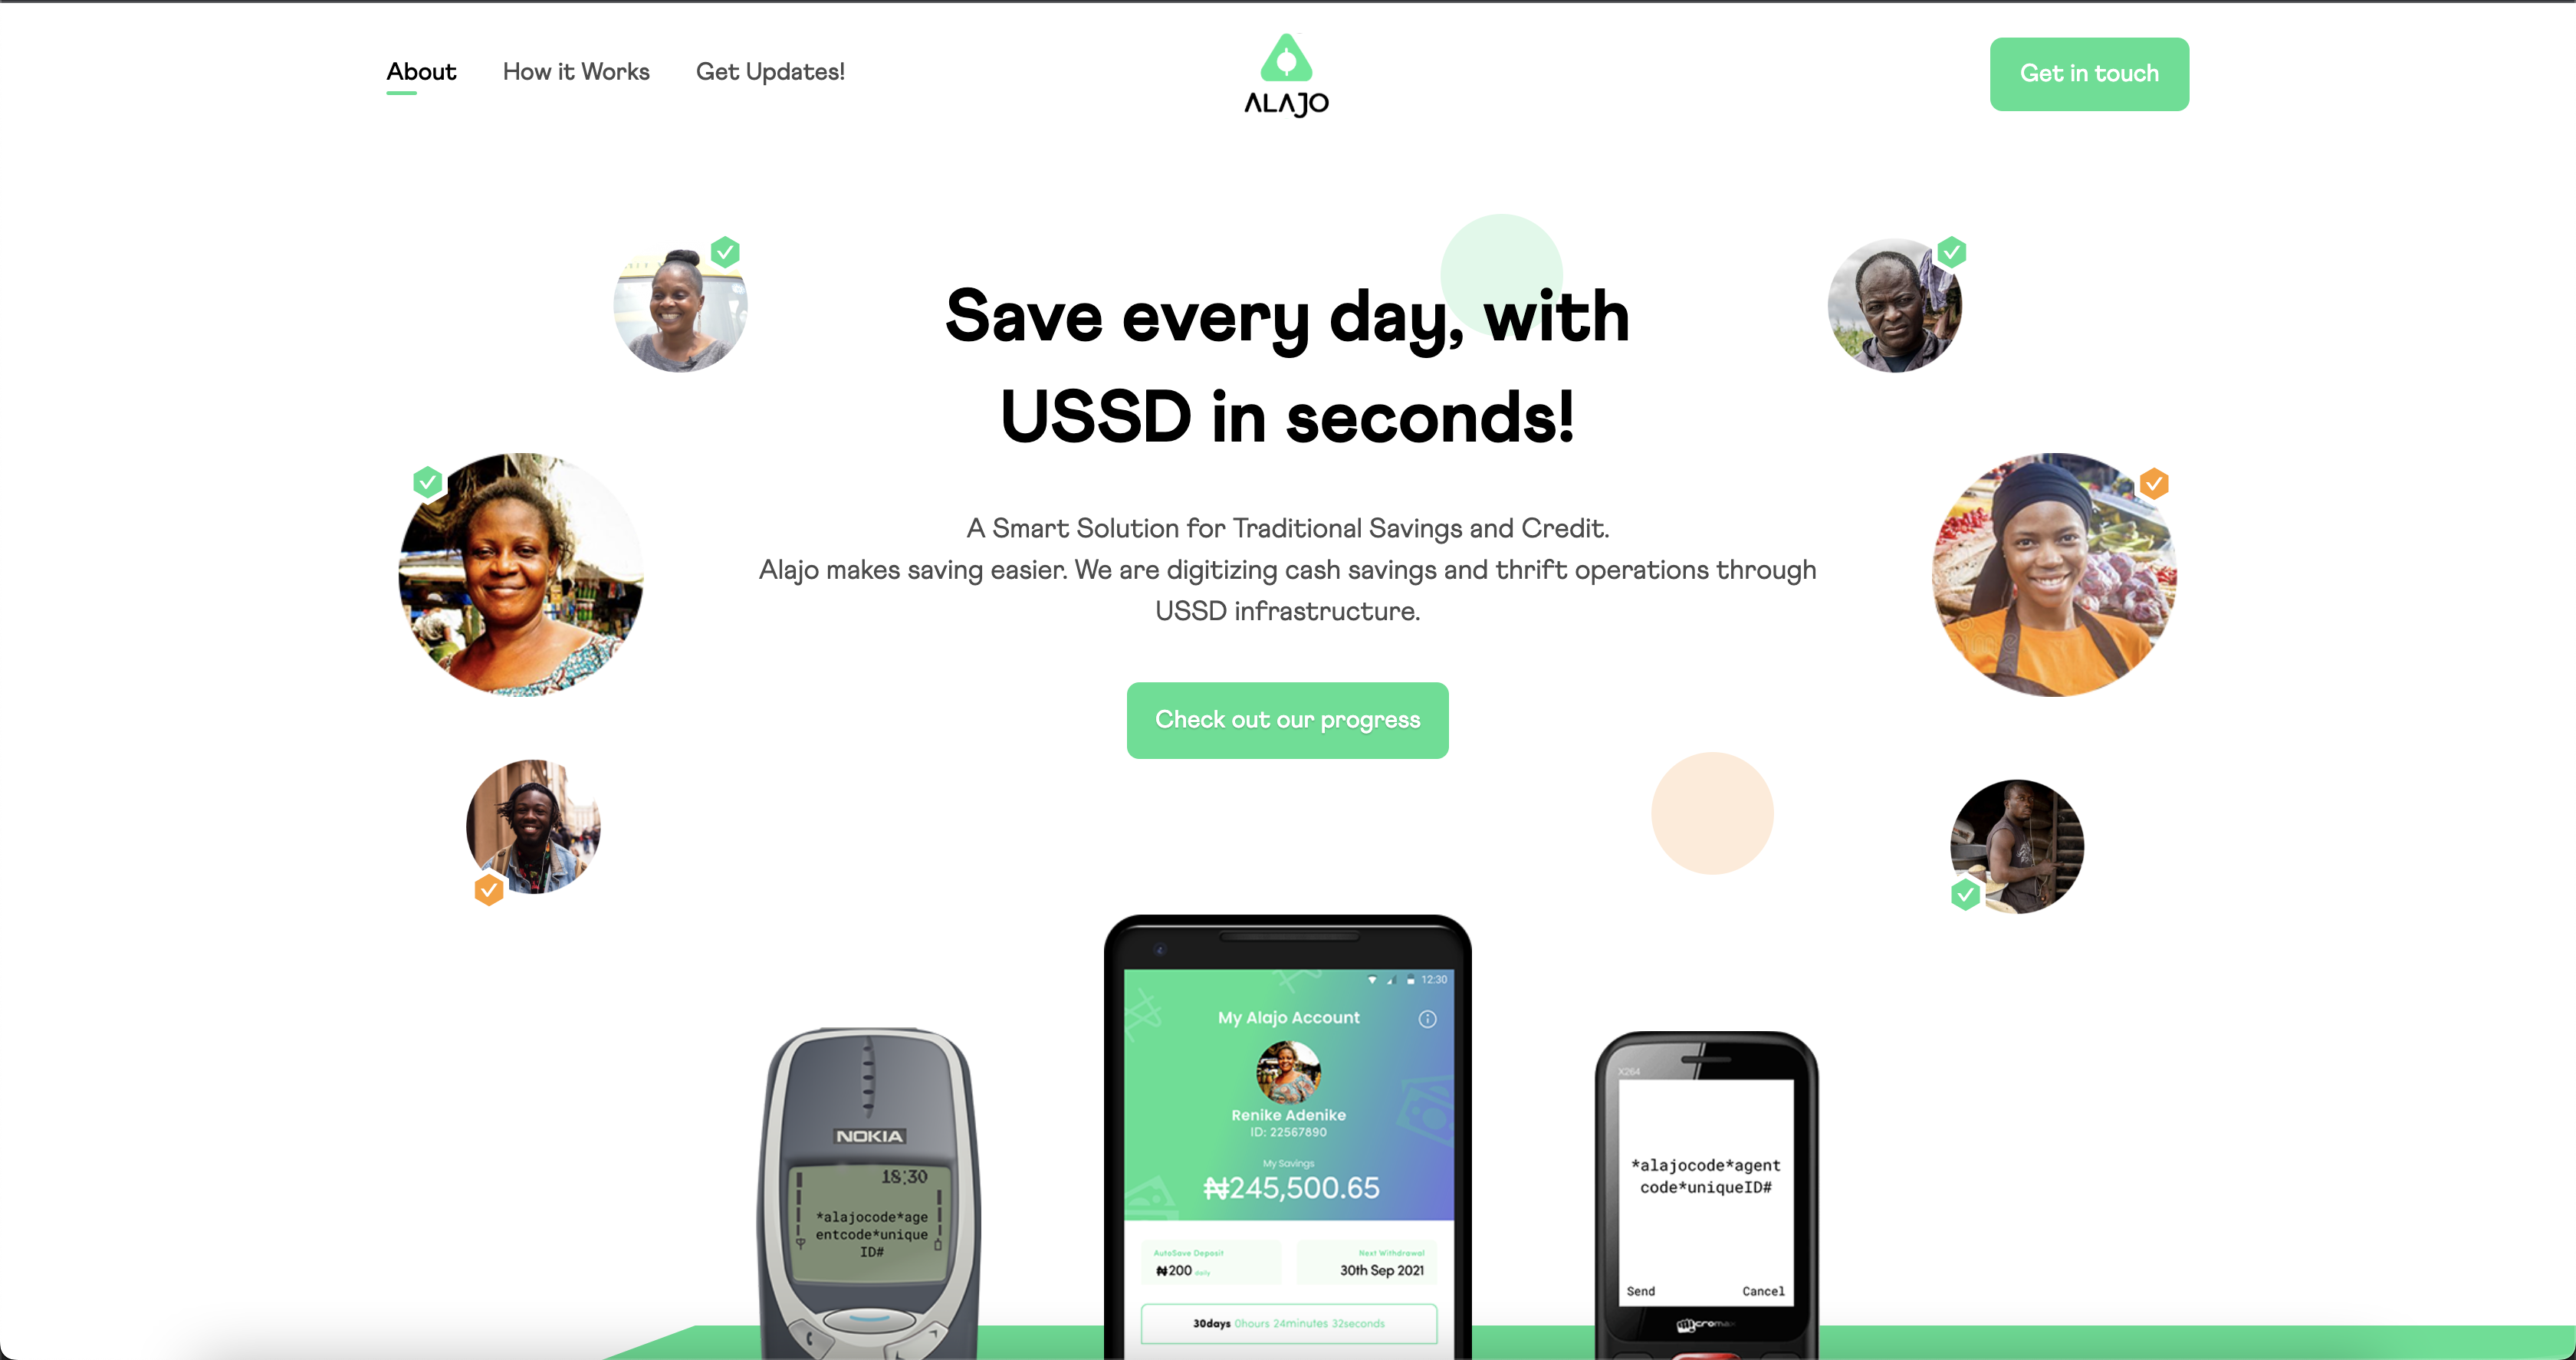 About
How it Works
Get Updates!
ALAJO
Get in touch
Save every day, with
USSD in seconds!
A Smart Solution for Traditional Savings and Credit.
Alajo makes saving easier. We are digitizing cash savings and thrift operations through
USSD infrastructure.
Check out our progress
12:30
My Alajo Account
Renike Adenike
ID: 22567890
My Savings
₦245,500.65
AutoSave Deposit
₦200 daily
Next Withdrawal
30th Sep 2021
30days 0hours 24minutes 32seconds
NOKIA
18:30
*alajocode*age
entcode*unique
ID#
X264
*alajocode*agent
code*uniqueID#
Send
Cancel